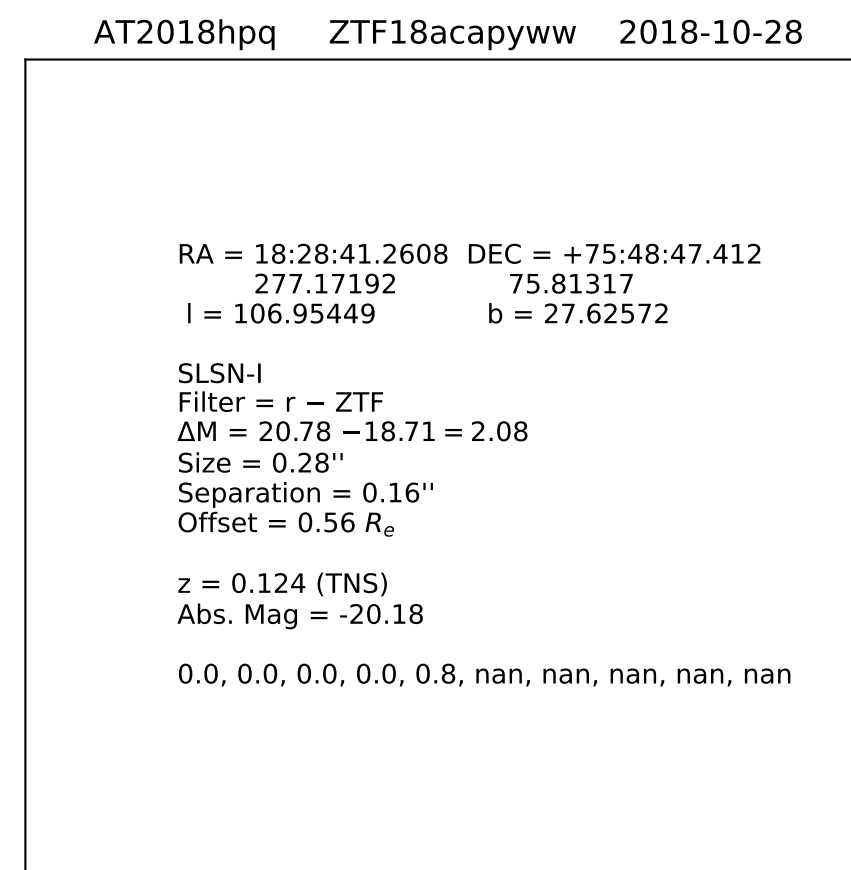 AT2018hpq ZTF18acapyww 2018-10-28
RA = 18:28:41.2608 DEC = +75:48:47.412
277.17192 75.81317
l = 106.95449 b = 27.62572
SLSN-I
Filter = r − ZTF
ΔM = 20.78 −18.71 = 2.08
Size = 0.28''
Separation = 0.16''
Offset = 0.56 Rₑ
z = 0.124 (TNS)
Abs. Mag = -20.18
0.0, 0.0, 0.0, 0.0, 0.8, nan, nan, nan, nan, nan